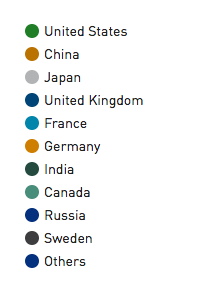 United States
China
Japan
United Kingdom
France
Germany
India
Canada
Russia
Sweden
Others